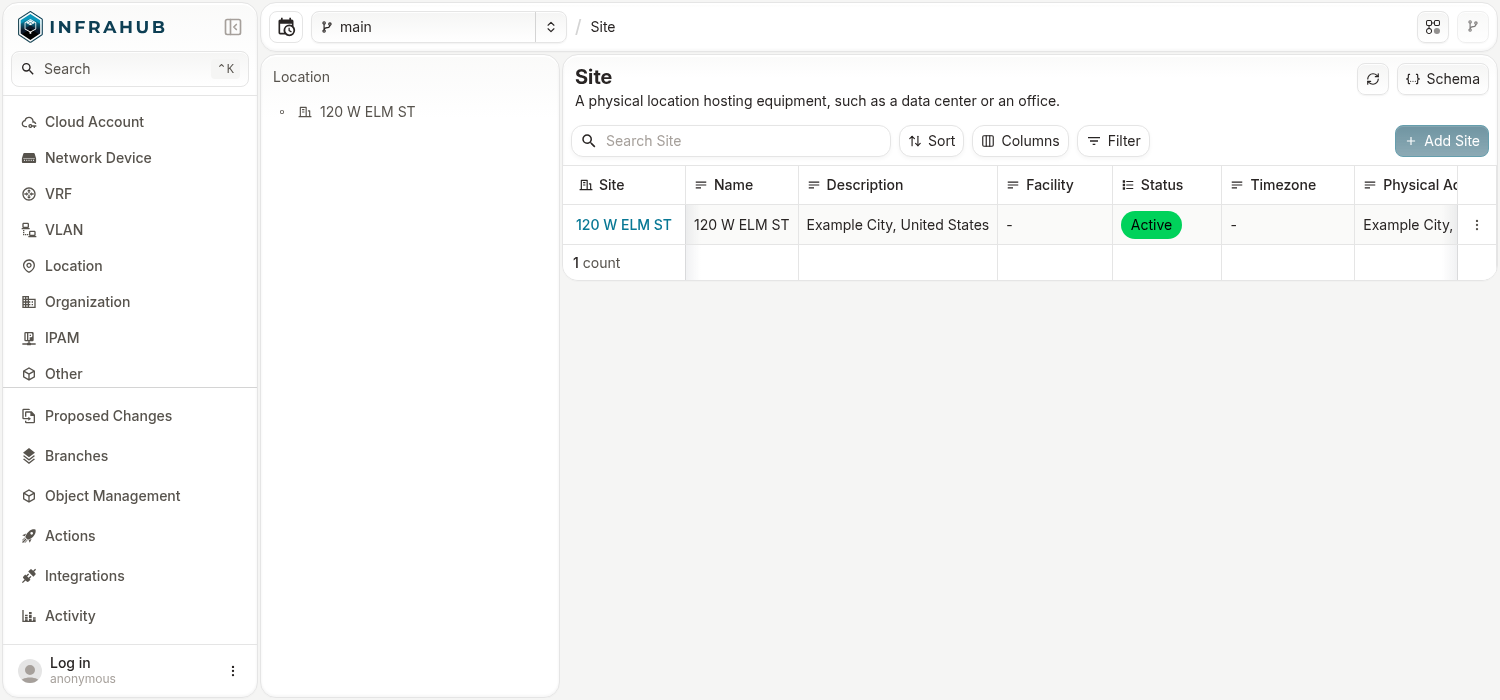 INFRAHUB
Search ⌃K
Cloud Account
Network Device
VRF
VLAN
Location
Organization
IPAM
Other
Proposed Changes
Branches
Object Management
Actions
Integrations
Activity
Log in
anonymous
main / Site
Location
120 W ELM ST
Site
A physical location hosting equipment, such as a data center or an office.
Schema
Search Site Sort Columns Filter + Add Site
Site Name Description Facility Status Timezone Physical Ad
120 W ELM ST 120 W ELM ST Example City, United States - Active - Example City,
1 count